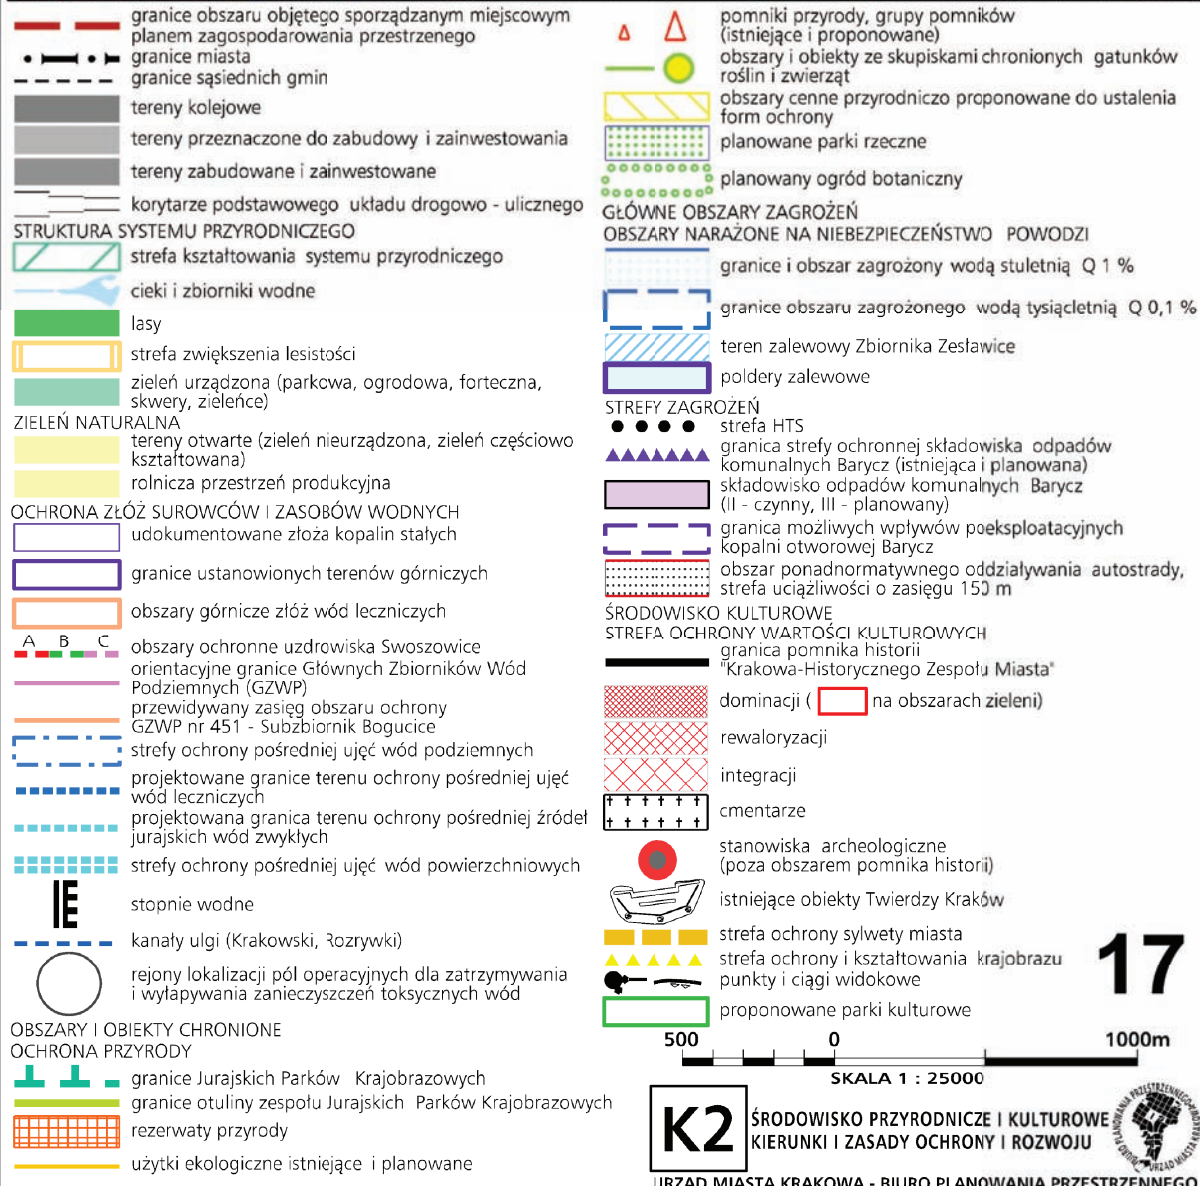 granice obszaru objętego sporządzanym miejscowym
planem zagospodarowania przestrzenego
granice miasta
granice sąsiednich gmin
tereny kolejowe
tereny przeznaczone do zabudowy i zainwestowania
tereny zabudowane i zainwestowane
korytarze podstawowego układu drogowo - ulicznego
STRUKTURA SYSTEMU PRZYRODNICZEGO
strefa kształtowania systemu przyrodniczego
cieki i zbiorniki wodne
lasy
strefa zwiększenia lesistości
zieleń urządzona (parkowa, ogrodowa, forteczna,
skwery, zieleńce)
ZIELEŃ NATURALNA
tereny otwarte (zieleń nieurządzona, zieleń częściowo
kształtowana)
rolnicza przestrzeń produkcyjna
OCHRONA ZŁÓŻ SUROWCÓW I ZASOBÓW WODNYCH
udokumentowane złoża kopalin stałych
granice ustanowionych terenów górniczych
obszary górnicze złóż wód leczniczych
A B C
obszary ochronne uzdrowiska Swoszowice
orientacyjne granice Głównych Zbiorników Wód
Podziemnych (GZWP)
przewidywany zasięg obszaru ochrony
GZWP nr 451 - Subzbiornik Bogucice
strefy ochrony pośredniej ujęć wód podziemnych
projektowane granice terenu ochrony pośredniej ujęć
wód leczniczych
projektowana granica terenu ochrony pośredniej źródeł
jurajskich wód zwykłych
strefy ochrony pośredniej ujęć wód powierzchniowych
stopnie wodne
kanały ulgi (Krakowski, Rozrywki)
rejony lokalizacji pól operacyjnych dla zatrzymywania
i wyłapywania zanieczyszczeń toksycznych wód
OBSZARY I OBIEKTY CHRONIONE
OCHRONA PRZYRODY
granice Jurajskich Parków Krajobrazowych
granice otuliny zespołu Jurajskich Parków Krajobrazowych
rezerwaty przyrody
użytki ekologiczne istniejące i planowane
pomniki przyrody, grupy pomników
(istniejące i proponowane)
obszary i obiekty ze skupiskami chronionych gatunków
roślin i zwierząt
obszary cenne przyrodniczo proponowane do ustalenia
form ochrony
planowane parki rzeczne
planowany ogród botaniczny
GŁÓWNE OBSZARY ZAGROŻEŃ
OBSZARY NARAŻONE NA NIEBEZPIECZEŃSTWO POWODZI
granice i obszar zagrożony wodą stuletnią Q 1 %
granice obszaru zagrożonego wodą tysiącletnią Q 0,1 %
teren zalewowy Zbiornika Zesławice
poldery zalewowe
STREFY ZAGROŻEŃ
strefa HTS
granica strefy ochronnej składowiska odpadów
komunalnych Barycz (istniejąca i planowana)
składowisko odpadów komunalnych Barycz
(II - czynny, III - planowany)
granica możliwych wpływów poeksploatacyjnych
kopalni otworowej Barycz
obszar ponadnormatywnego oddziaływania autostrady,
strefa uciążliwości o zasięgu 150 m
ŚRODOWISKO KULTUROWE
STREFA OCHRONY WARTOŚCI KULTUROWYCH
granica pomnika historii
"Krakowa-Historycznego Zespołu Miasta"
dominacji ( na obszarach zieleni)
rewaloryzacji
integracji
cmentarze
stanowiska archeologiczne
(poza obszarem pomnika historii)
istniejące obiekty Twierdzy Kraków
strefa ochrony sylwety miasta
strefa ochrony i kształtowania krajobrazu
punkty i ciągi widokowe
proponowane parki kulturowe
17
500 0 1000m
SKALA 1 : 25000
K2
ŚRODOWISKO PRZYRODNICZE I KULTUROWE
KIERUNKI I ZASADY OCHRONY I ROZWOJU
URZĄD MIASTA KRAKOWA - BIURO PLANOWANIA PRZESTRZENNEGO